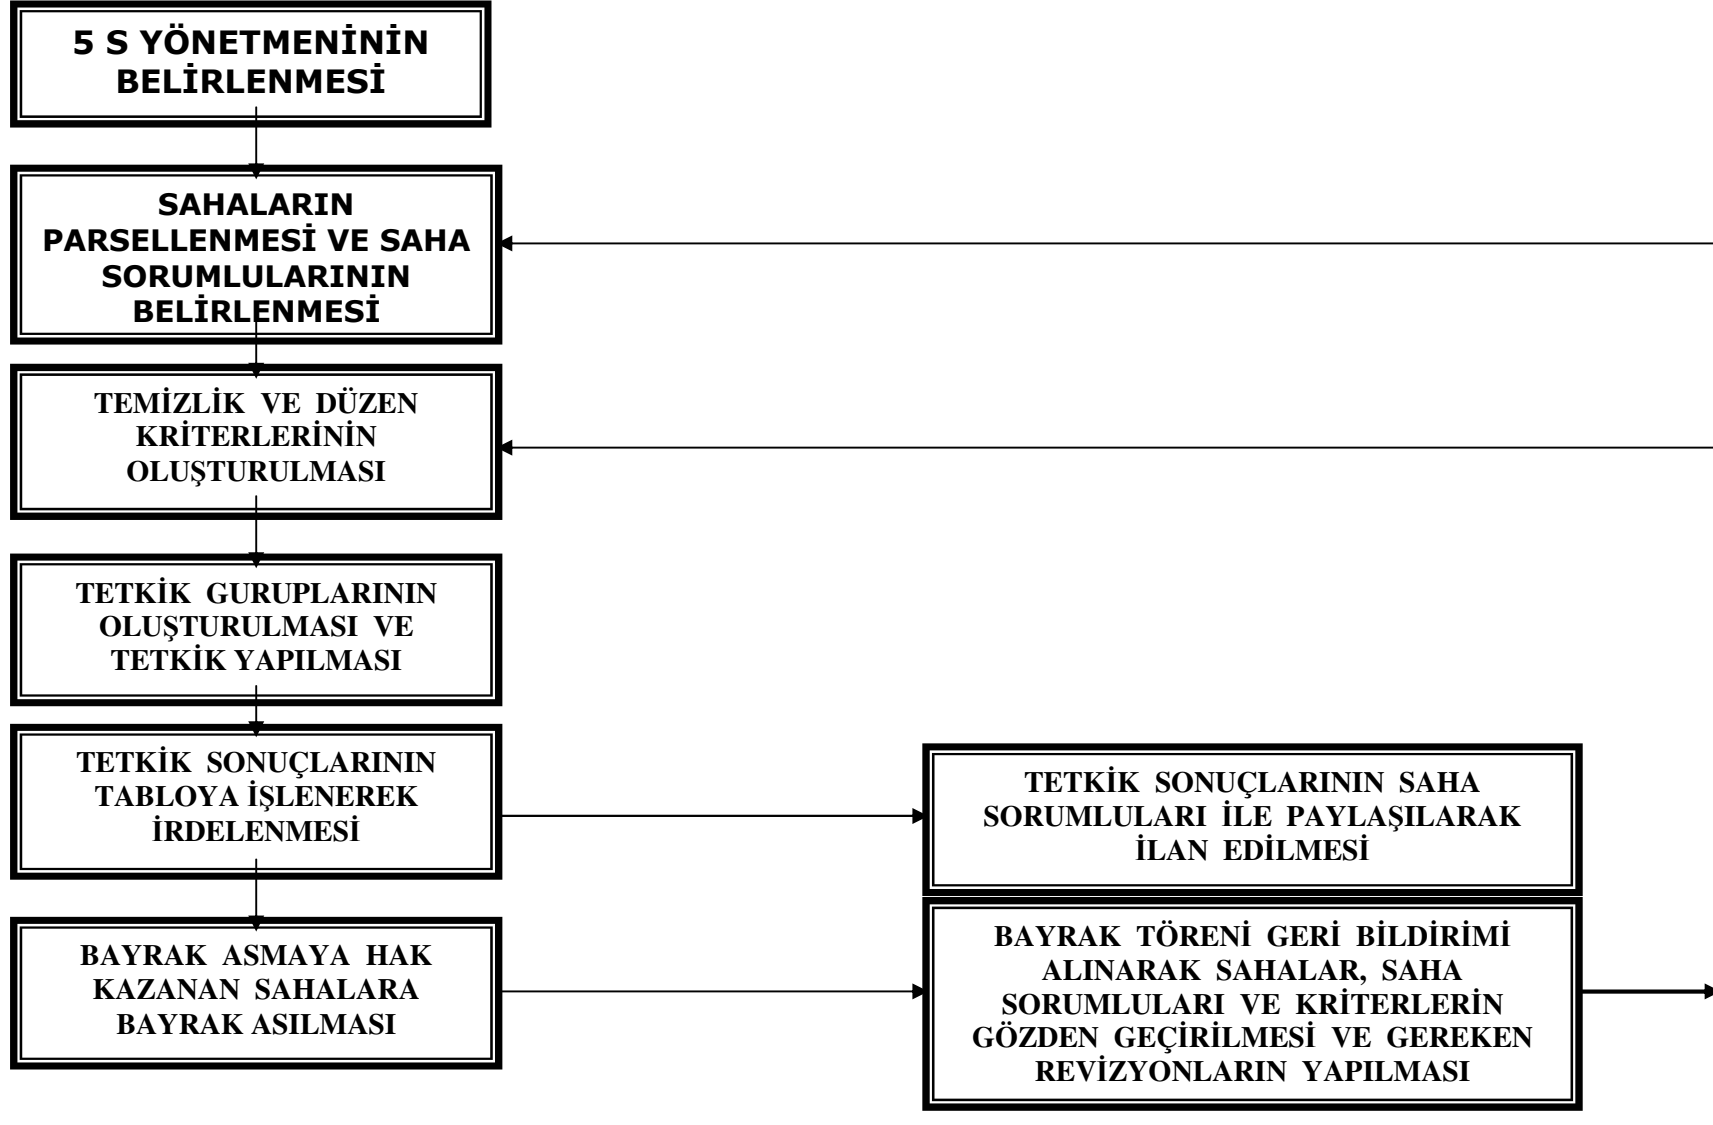 5 S YÖNETMENİNİN
BELİRLENMESİ
SAHALARIN
PARSELLENMESİ VE SAHA
SORUMLULARININ
BELİRLENMESİ
TEMİZLİK VE DÜZEN
KRİTERLERİNİN
OLUŞTURULMASI
TETKİK GURUPLARININ
OLUŞTURULMASI VE
TETKİK YAPILMASI
TETKİK SONUÇLARININ
TABLOYA İŞLENEREK
İRDELENMESİ
TETKİK SONUÇLARININ SAHA
SORUMLULARI İLE PAYLAŞILARAK
İLAN EDİLMESİ
BAYRAK ASMAYA HAK
KAZANAN SAHALARA
BAYRAK ASILMASI
BAYRAK TÖRENİ GERİ BİLDİRİMİ
ALINARAK SAHALAR, SAHA
SORUMLULARI VE KRİTERLERİN
GÖZDEN GEÇİRİLMESİ VE GEREKEN
REVİZYONLARIN YAPILMASI